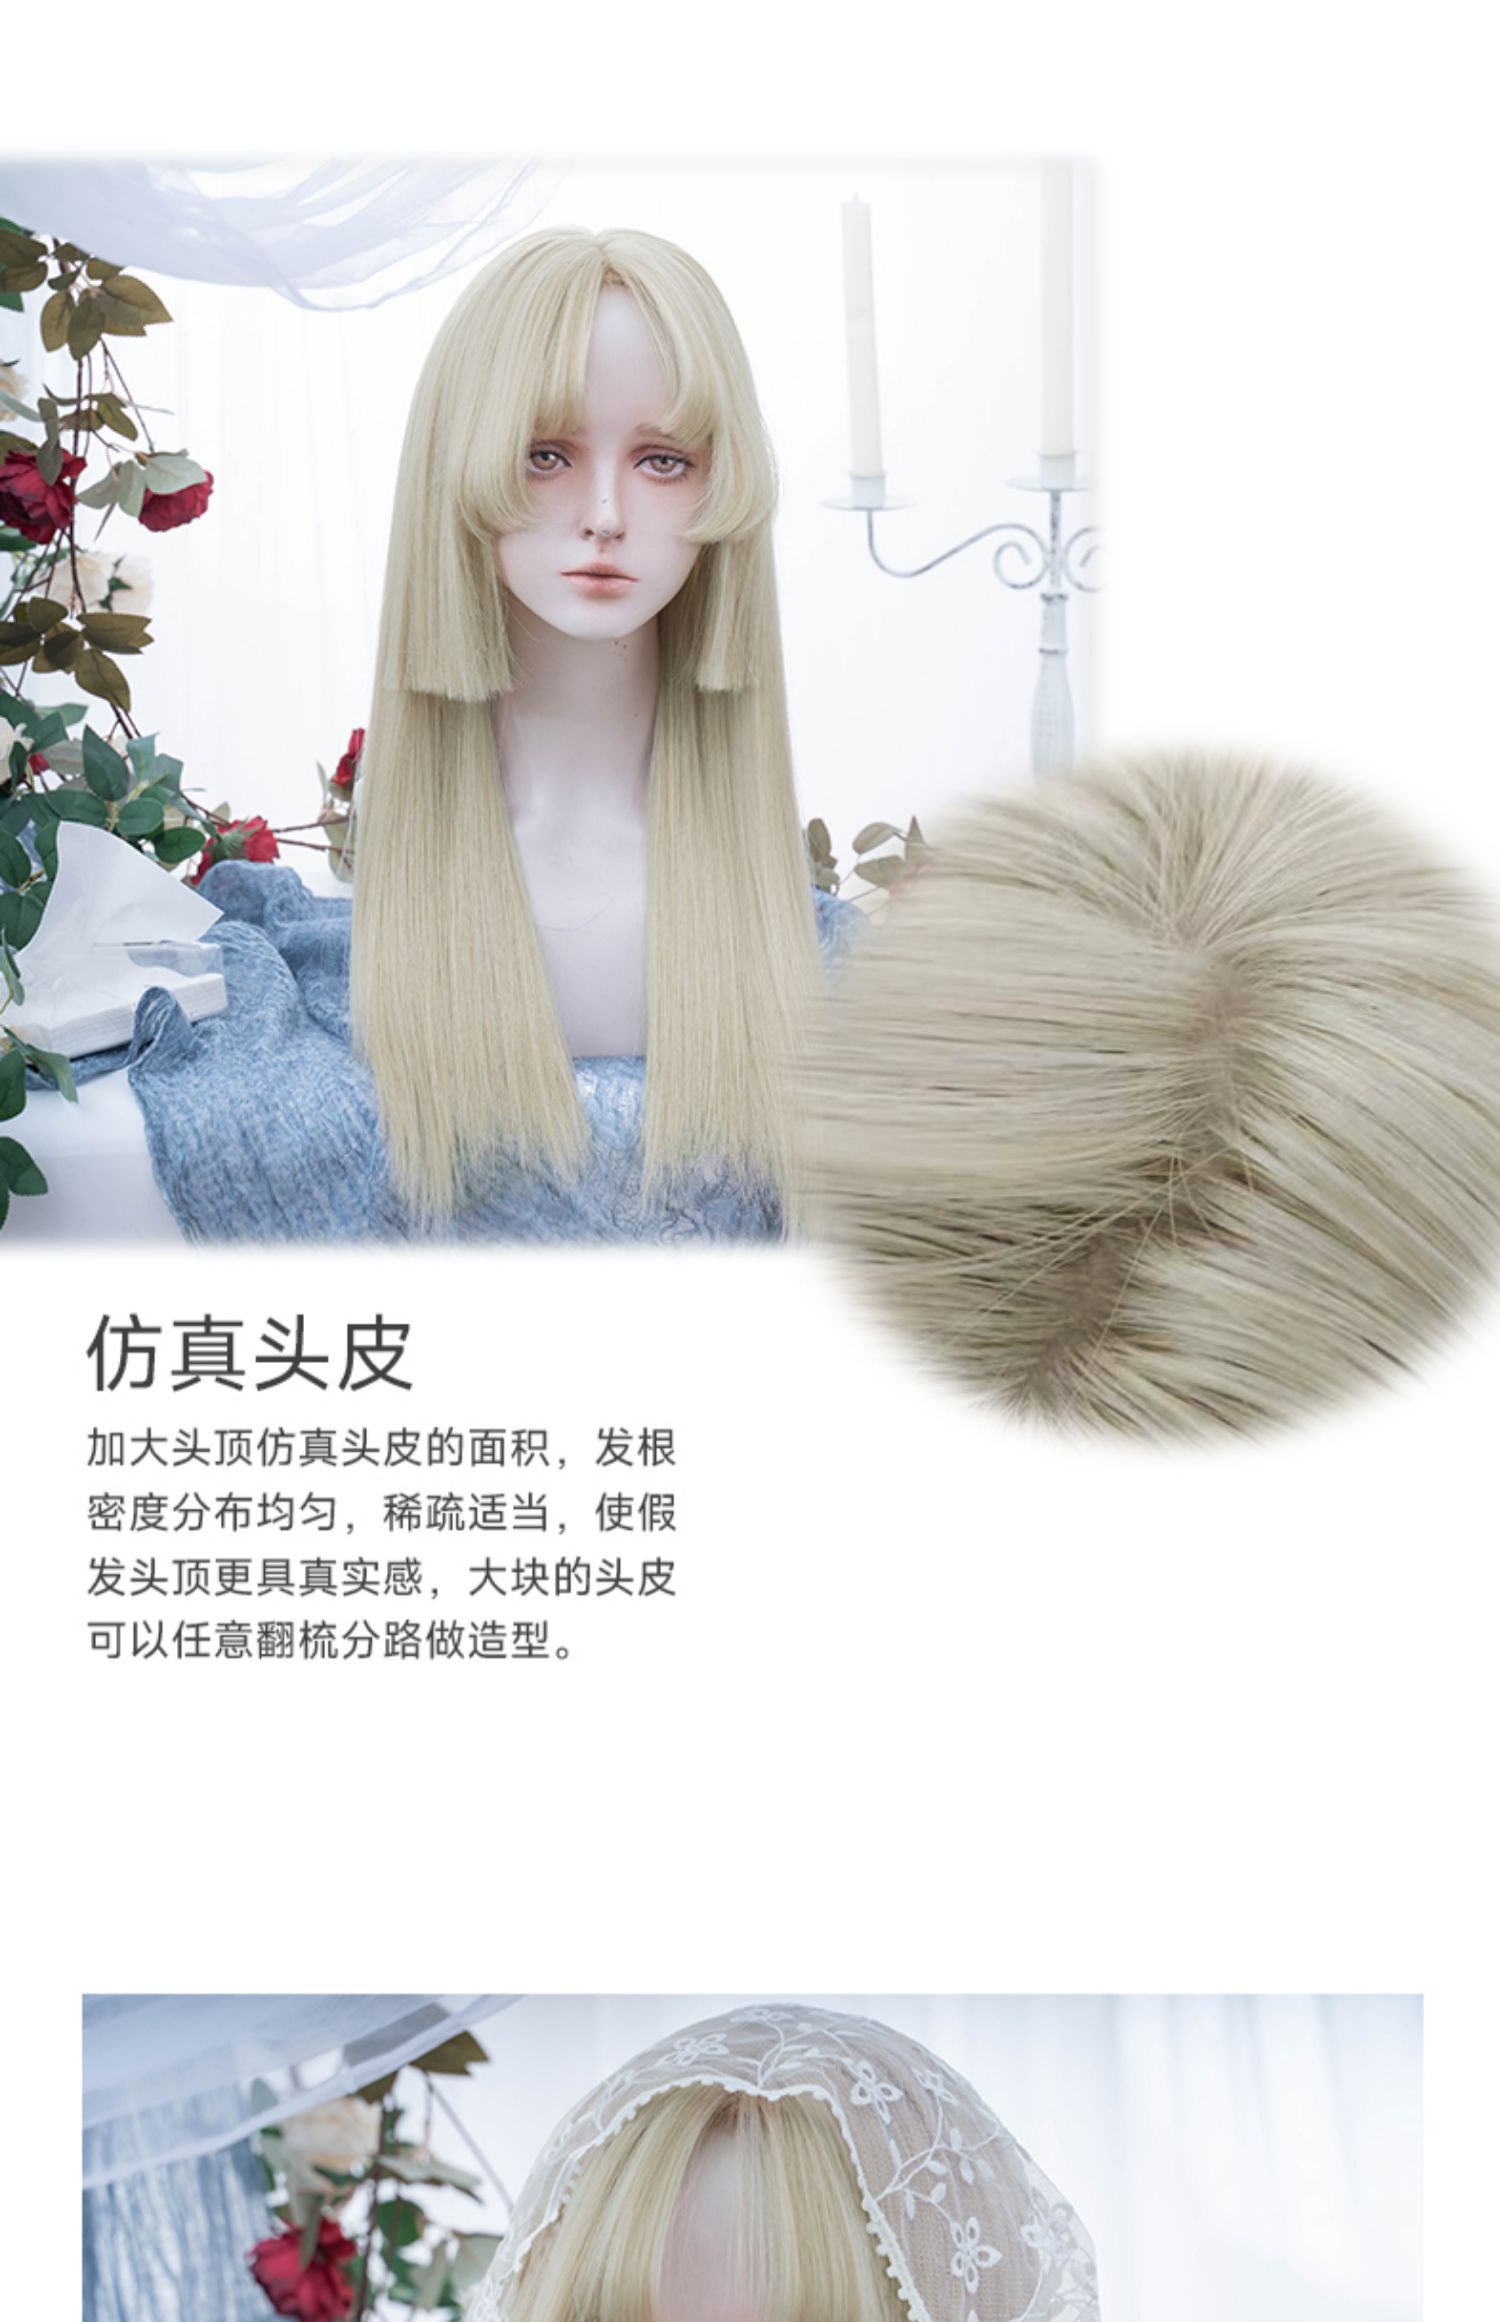 仿真头皮
加大头顶仿真头皮的面积，发根
密度分布均匀，稀疏适当，使假
发头顶更具真实感，大块的头皮
可以任意翻梳分路做造型。